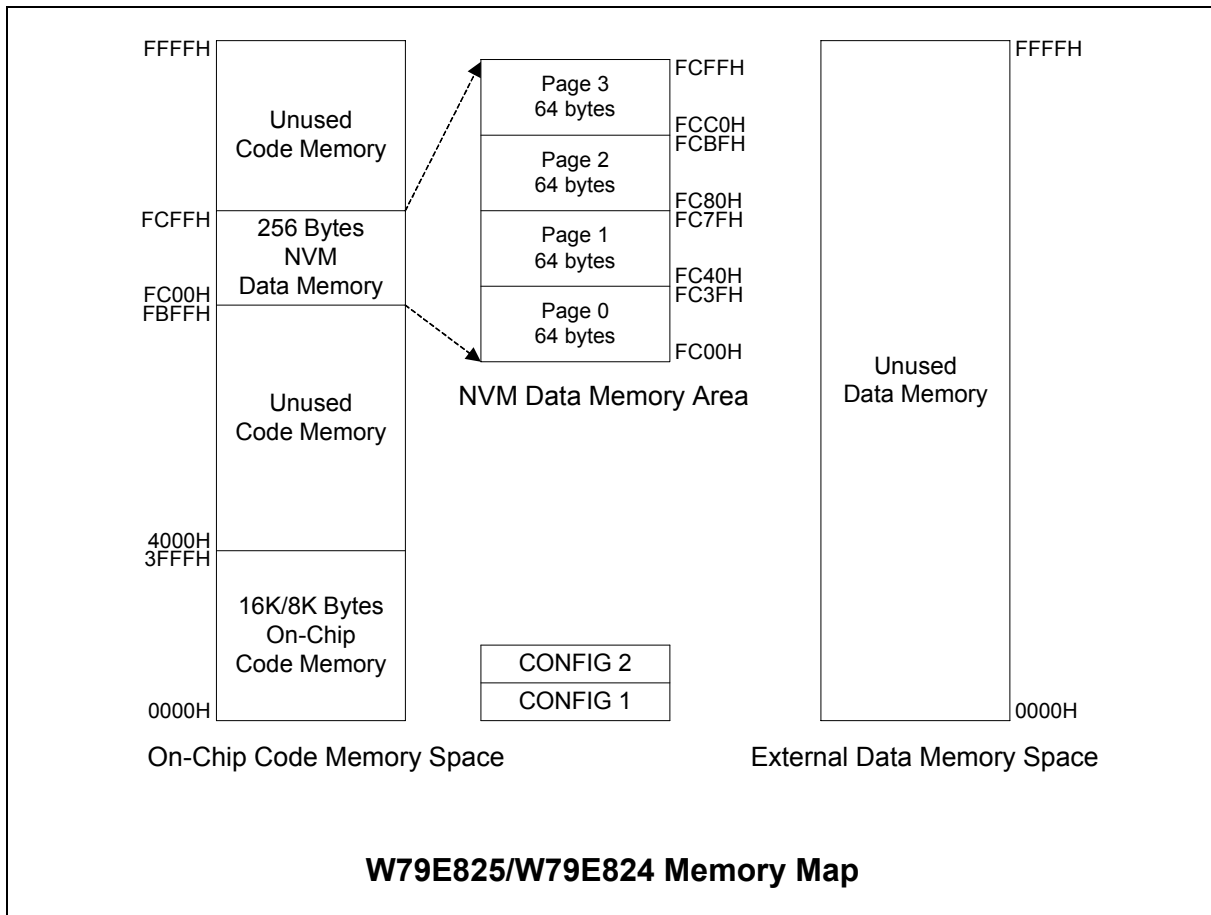 FFFFH
Unused
Code Memory
FCFFH
256 Bytes
NVM
Data Memory
FC00H
FBFFH
Unused
Code Memory
4000H
3FFFH
16K/8K Bytes
On-Chip
Code Memory
0000H
On-Chip Code Memory Space
FCFFH
Page 3
64 bytes
FCC0H
FCBFH
Page 2
64 bytes
FC80H
FC7FH
Page 1
64 bytes
FC40H
FC3FH
Page 0
64 bytes
FC00H
NVM Data Memory Area
CONFIG 2
CONFIG 1
FFFFH
Unused
Data Memory
0000H
External Data Memory Space
W79E825/W79E824 Memory Map